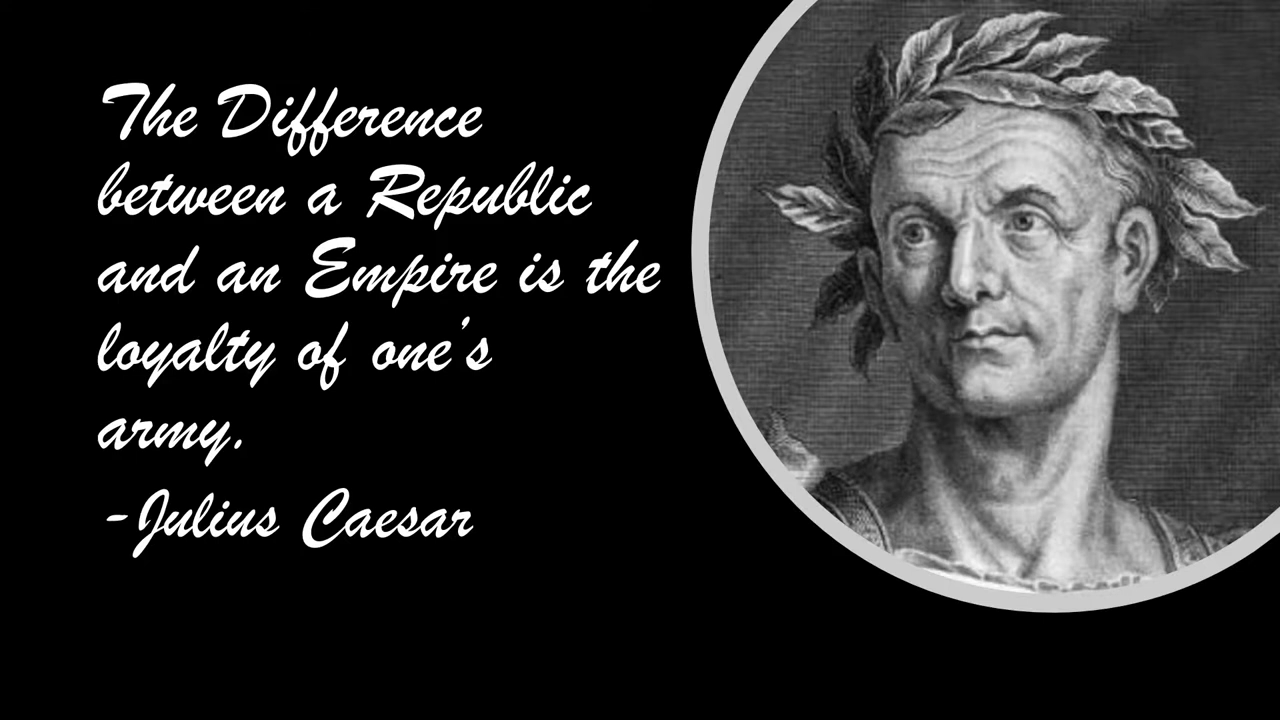 The Difference
between a Republic
and an Empire is the
loyalty of one's
army.
-Julius Caesar